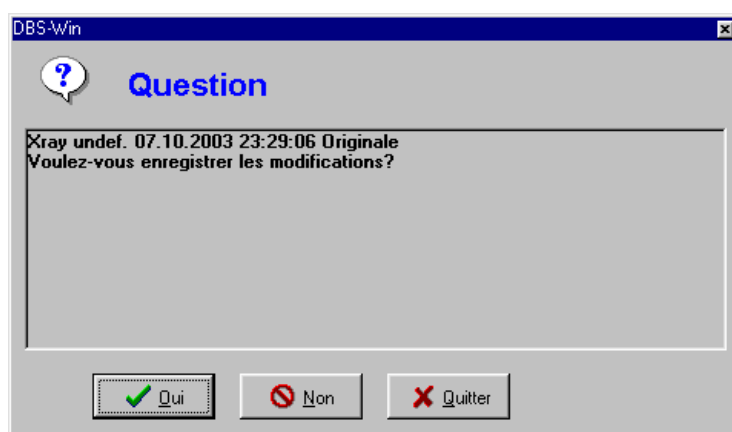 DBS-Win
Question
Xray undef. 07.10.2003 23:29:06 Originale
Voulez-vous enregistrer les modifications?
Oui
Non
Quitter